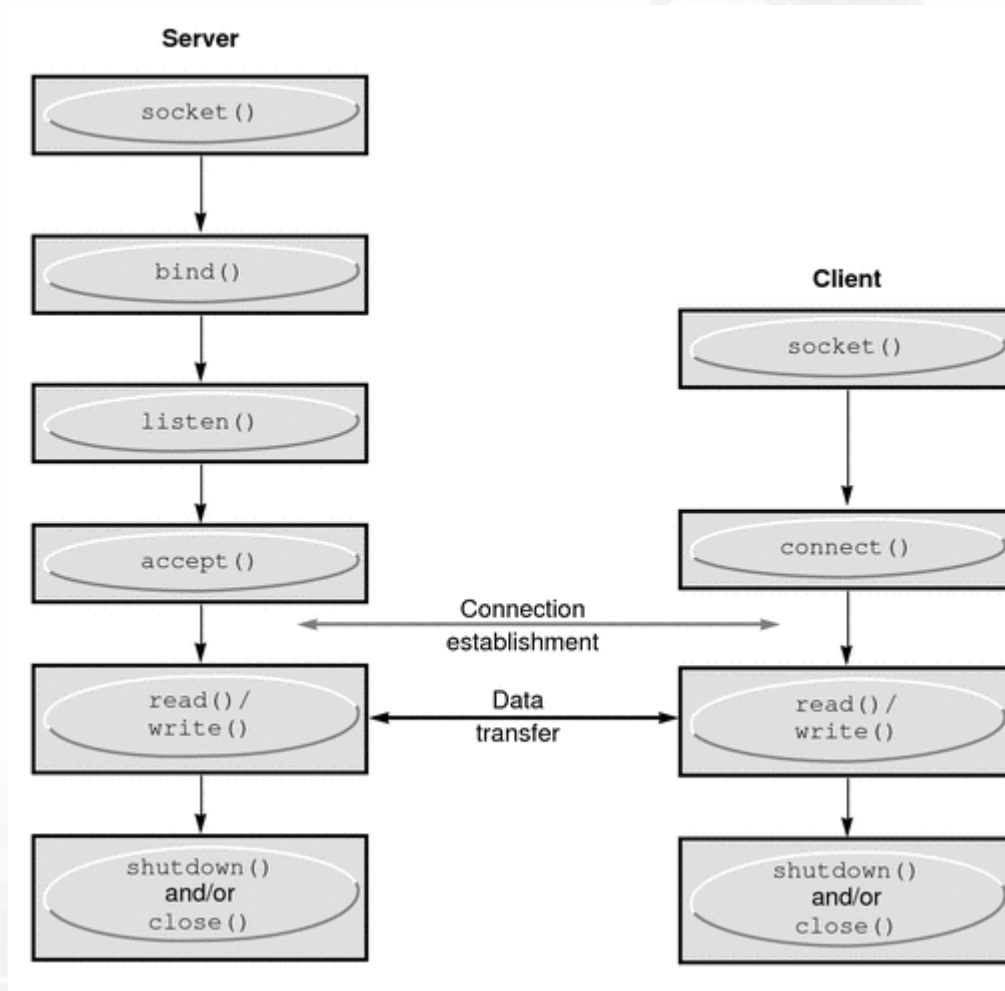 Server
socket()
bind()
listen()
accept()
read()/
write()
shutdown()
and/or
close()
Connection
establishment
Data
transfer
Client
socket()
connect()
read()/
write()
shutdown()
and/or
close()